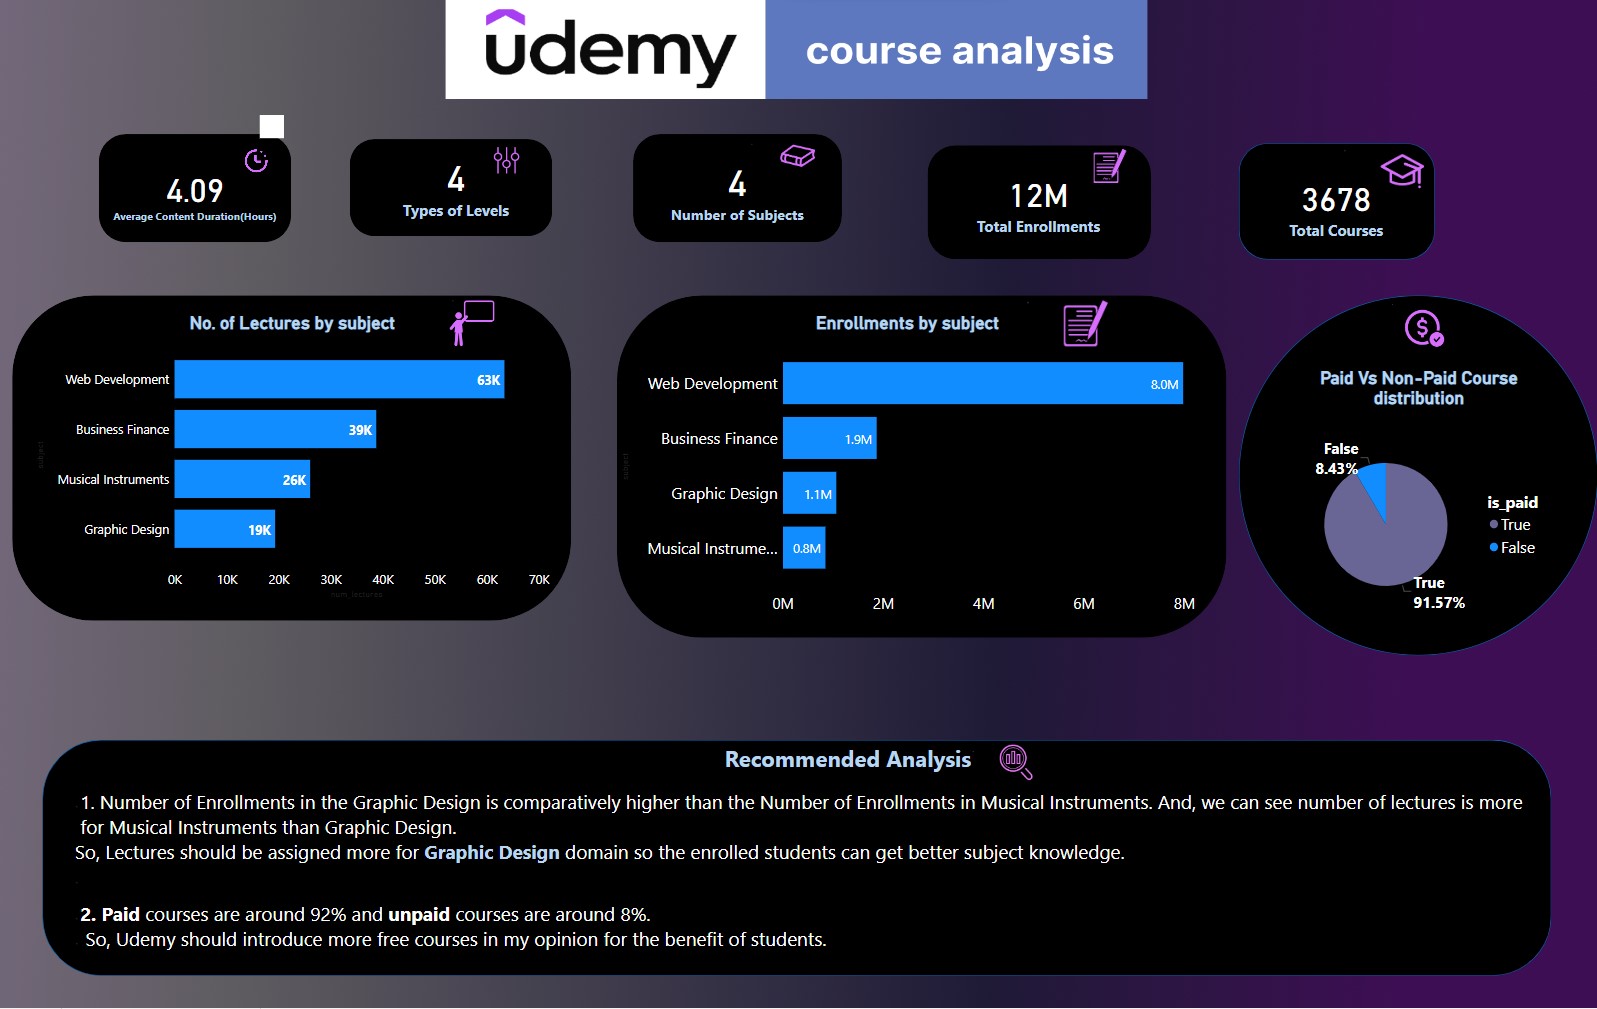 udemy
course analysis
4.09
Average Content Duration(Hours)
4
Types of Levels
4
Number of Subjects
12M
Total Enrollments
3678
Total Courses
No. of Lectures by subject
Web Development
63K
Business Finance
39K
Musical Instruments
26K
Graphic Design
19K
0K 10K 20K 30K 40K 50K 60K 70K
num_lectures
subject
Enrollments by subject
Web Development
8.0M
Business Finance
1.9M
Graphic Design
1.1M
Musical Instrume...
0.8M
0M 2M 4M 6M 8M
subject
Paid Vs Non-Paid Course
distribution
False
8.43%
True
91.57%
is_paid
True
False
Recommended Analysis
1. Number of Enrollments in the Graphic Design is comparatively higher than the Number of Enrollments in Musical Instruments. And, we can see number of lectures is more
for Musical Instruments than Graphic Design.
So, Lectures should be assigned more for Graphic Design domain so the enrolled students can get better subject knowledge.
2. Paid courses are around 92% and unpaid courses are around 8%.
So, Udemy should introduce more free courses in my opinion for the benefit of students.